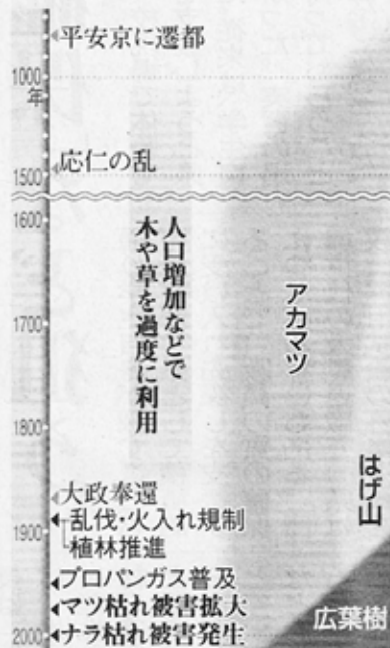 平安京に遷都
1000
年
応仁の乱
1500
1600
人口増加などで
木や草を過度に利用
アカマツ
1700
1800
はげ山
大政奉還
乱伐・火入れ規制
植林推進
1900
プロパンガス普及
マツ枯れ被害拡大
広葉樹
ナラ枯れ被害発生
2000